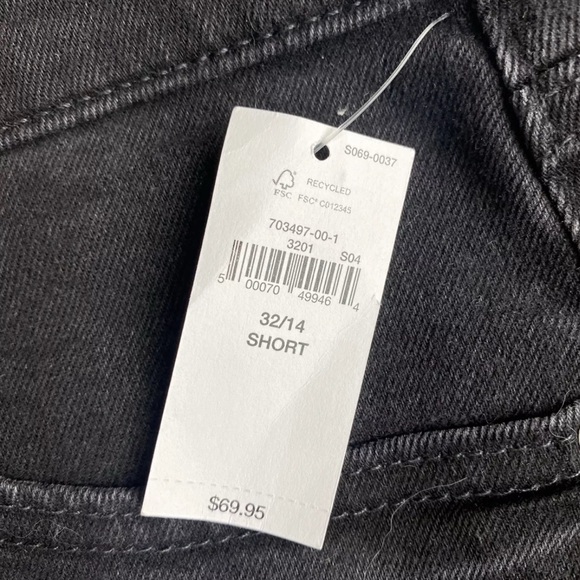 S069-0037
RECYCLED
FSC FSC® C012345
703497-00-1
3201 S04
5 00070 49946 4
32/14
SHORT
$69.95